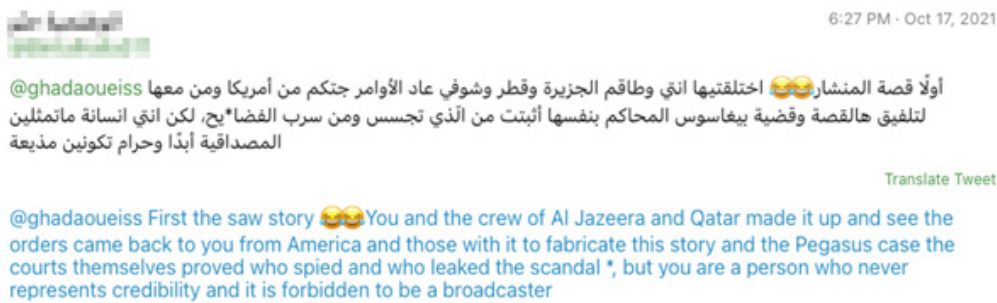 6:27 PM · Oct 17, 2021
@ghadaoueiss أولًا قصة المنشار😂😂 اختلقتيها انتي وطاقم الجزيرة وقطر وشوفي عاد الأوامر جتكم من أمريكا ومن معها
لتلفيق هالقصة وقضية بيغاسوس المحاكم بنفسها أثبتت من الّذي تجسس ومن سرب الفضا*يح، لكن انتي انسانة ماتمثلين
المصداقية أبدًا وحرام تكونين مذيعة
Translate Tweet
@ghadaoueiss First the saw story 😂😂You and the crew of Al Jazeera and Qatar made it up and see the
orders came back to you from America and those with it to fabricate this story and the Pegasus case the
courts themselves proved who spied and who leaked the scandal *, but you are a person who never
represents credibility and it is forbidden to be a broadcaster